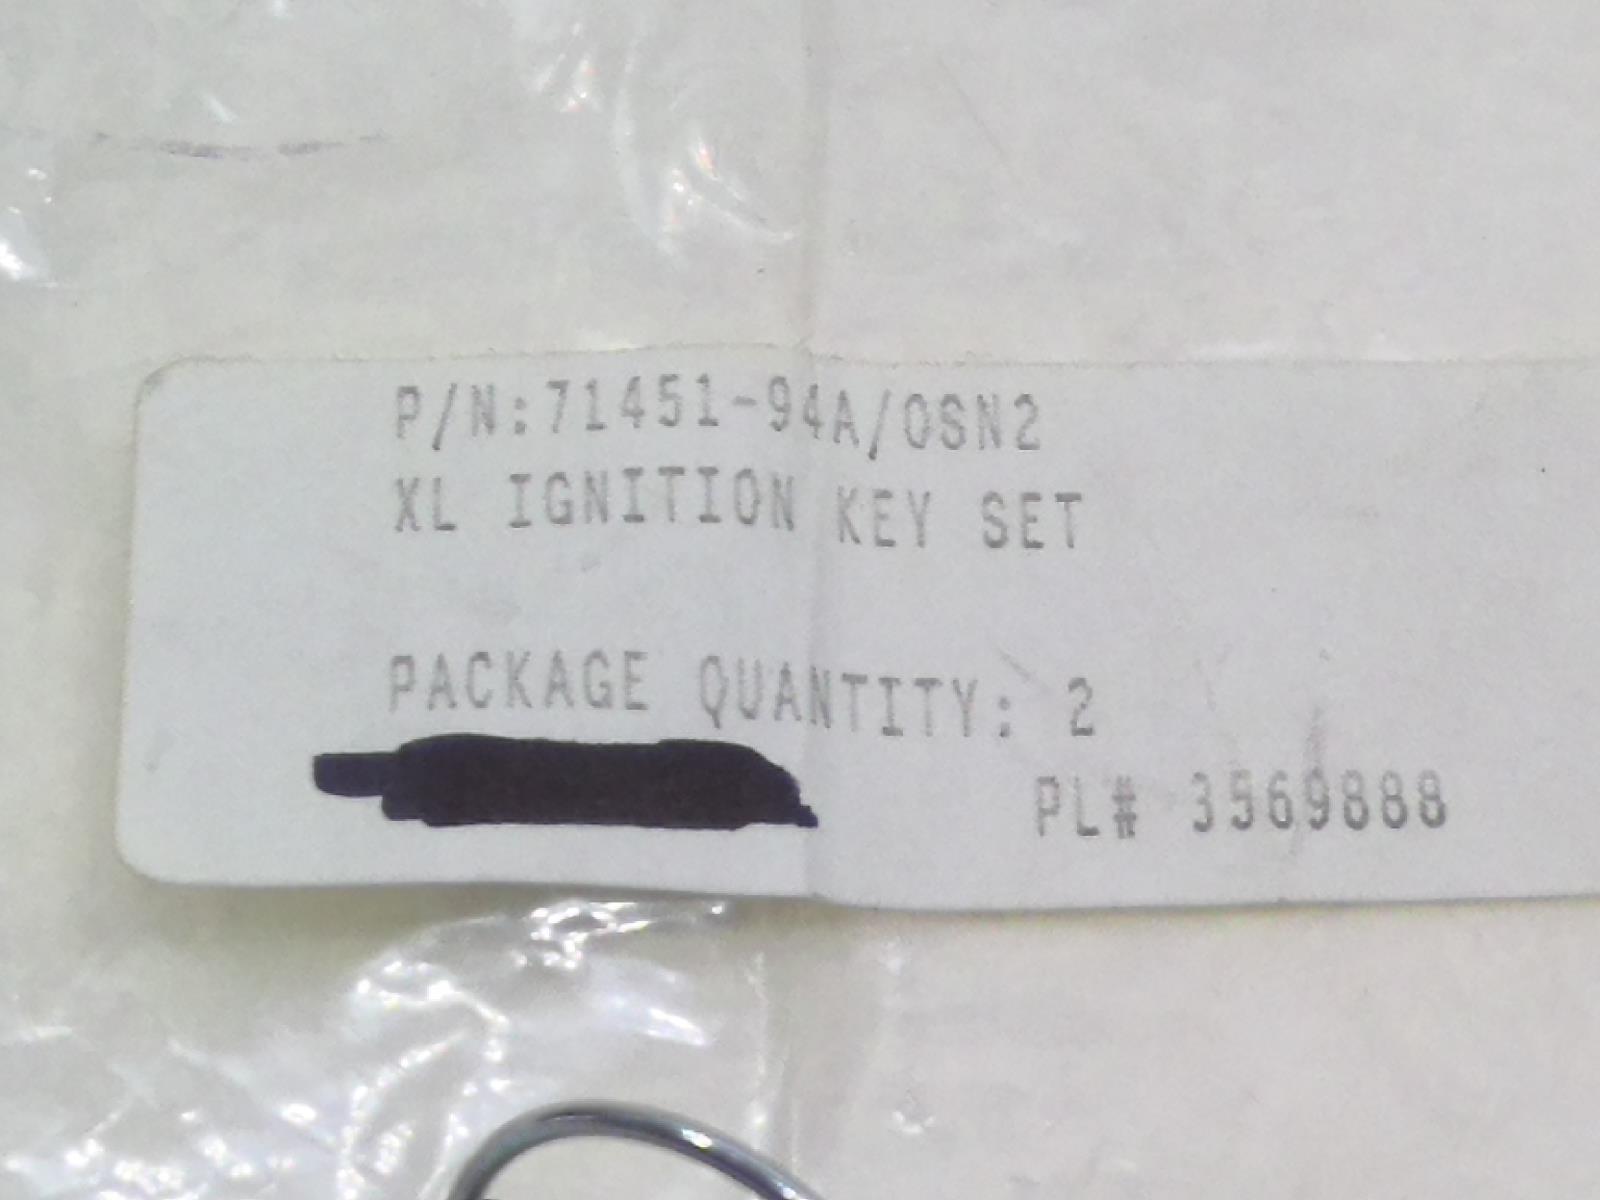 P/N:71451-94A/OSN2
XL IGNITION KEY SET
PACKAGE QUANTITY: 2
PL# 3569888